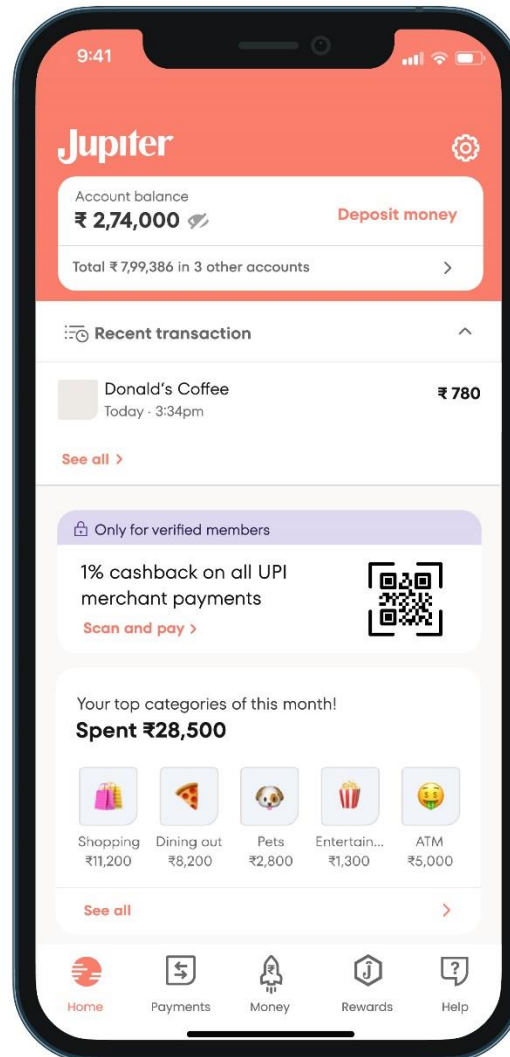 9:41
Jupiter
Account balance
₹ 2,74,000
Deposit money
Total ₹ 7,99,386 in 3 other accounts
Recent transaction
Donald's Coffee
₹ 780
Today · 3:34pm
See all >
Only for verified members
1% cashback on all UPI
merchant payments
Scan and pay >
Your top categories of this month!
Spent ₹28,500
Shopping Dining out Pets Entertain... ATM
₹11,200 ₹8,200 ₹2,800 ₹1,300 ₹5,000
See all
Home Payments Money Rewards Help